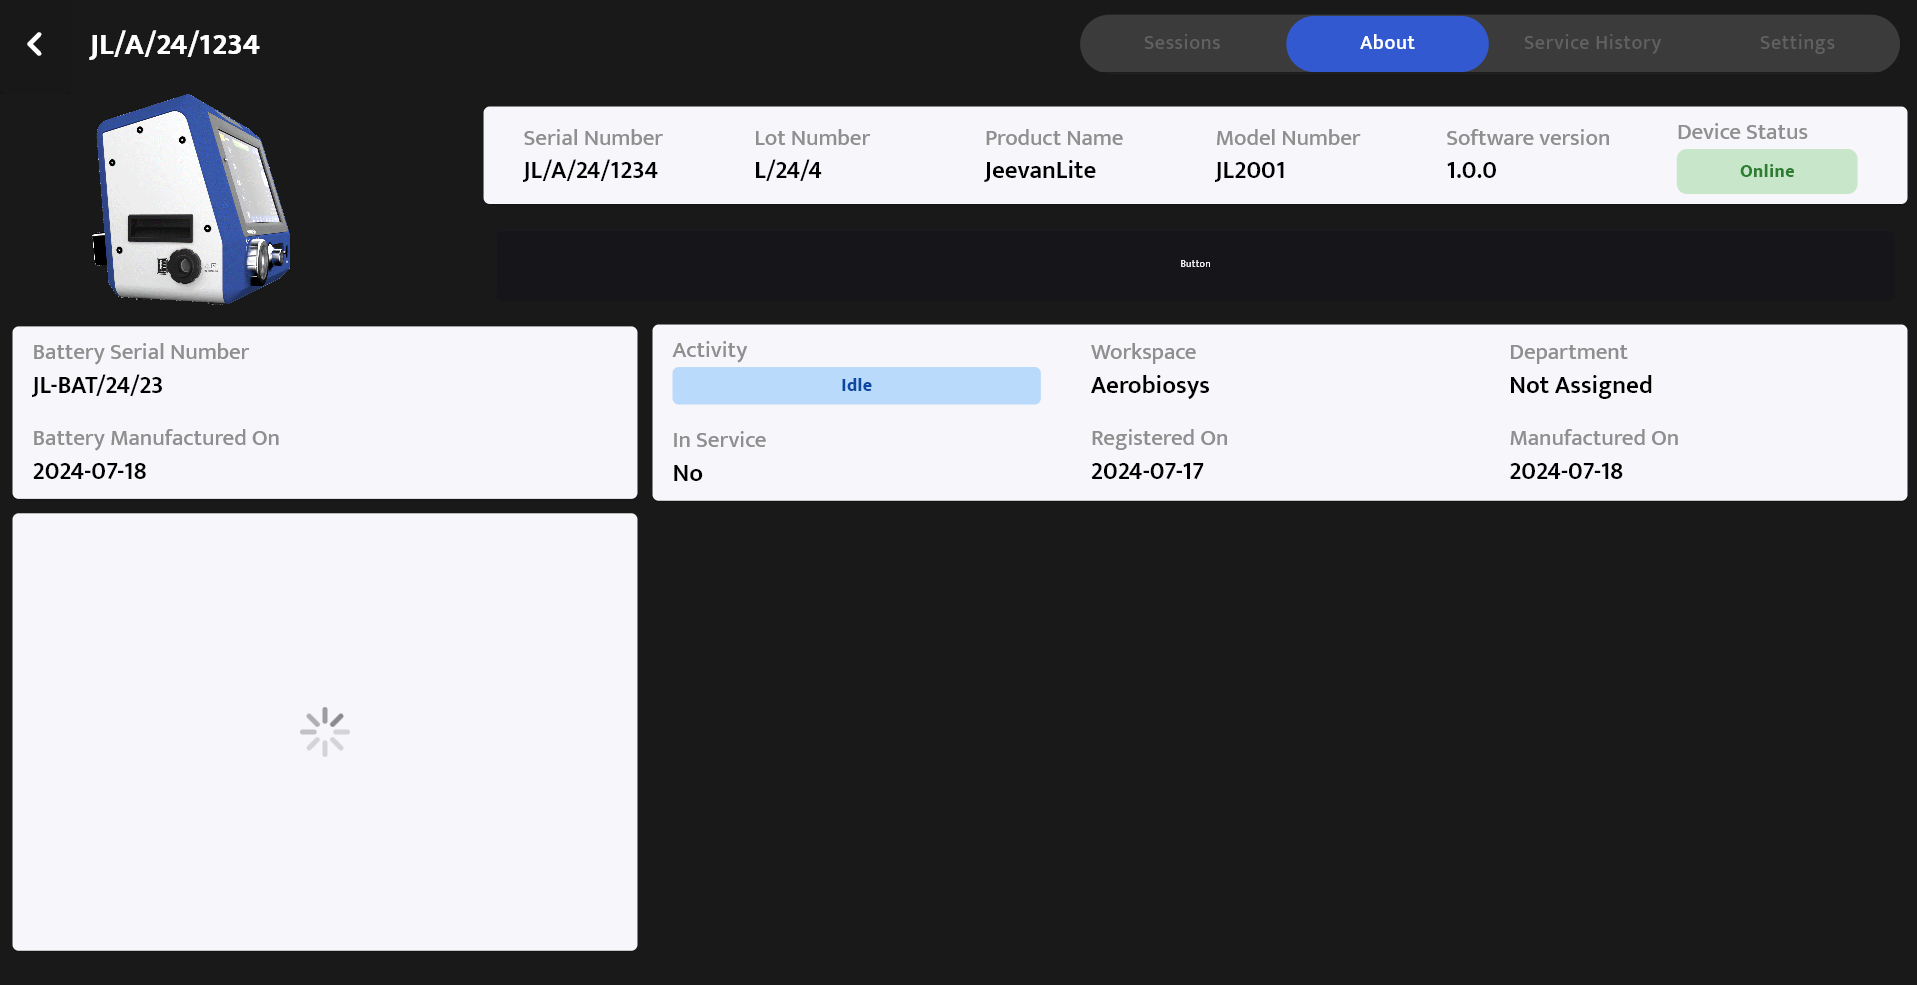 JL/A/24/1234
Sessions
About
Service History
Settings
Serial Number
JL/A/24/1234
Lot Number
L/24/4
Product Name
JeevanLite
Model Number
JL2001
Software version
1.0.0
Device Status
Online
Button
Battery Serial Number
JL-BAT/24/23
Battery Manufactured On
2024-07-18
Activity
Idle
Workspace
Aerobiosys
Department
Not Assigned
In Service
No
Registered On
2024-07-17
Manufactured On
2024-07-18